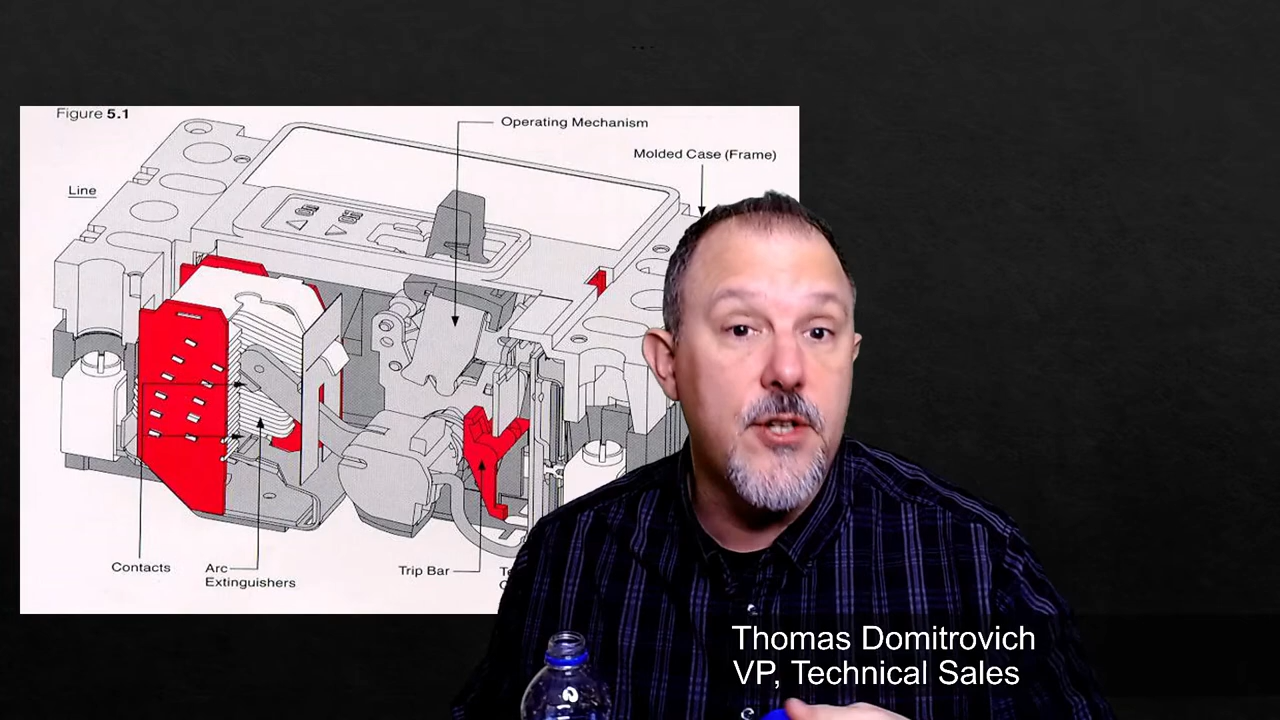 Figure 5.1
Operating Mechanism
Molded Case (Frame)
Line
Contacts
Arc
Extinguishers
Trip Bar
Thomas Domitrovich
VP, Technical Sales